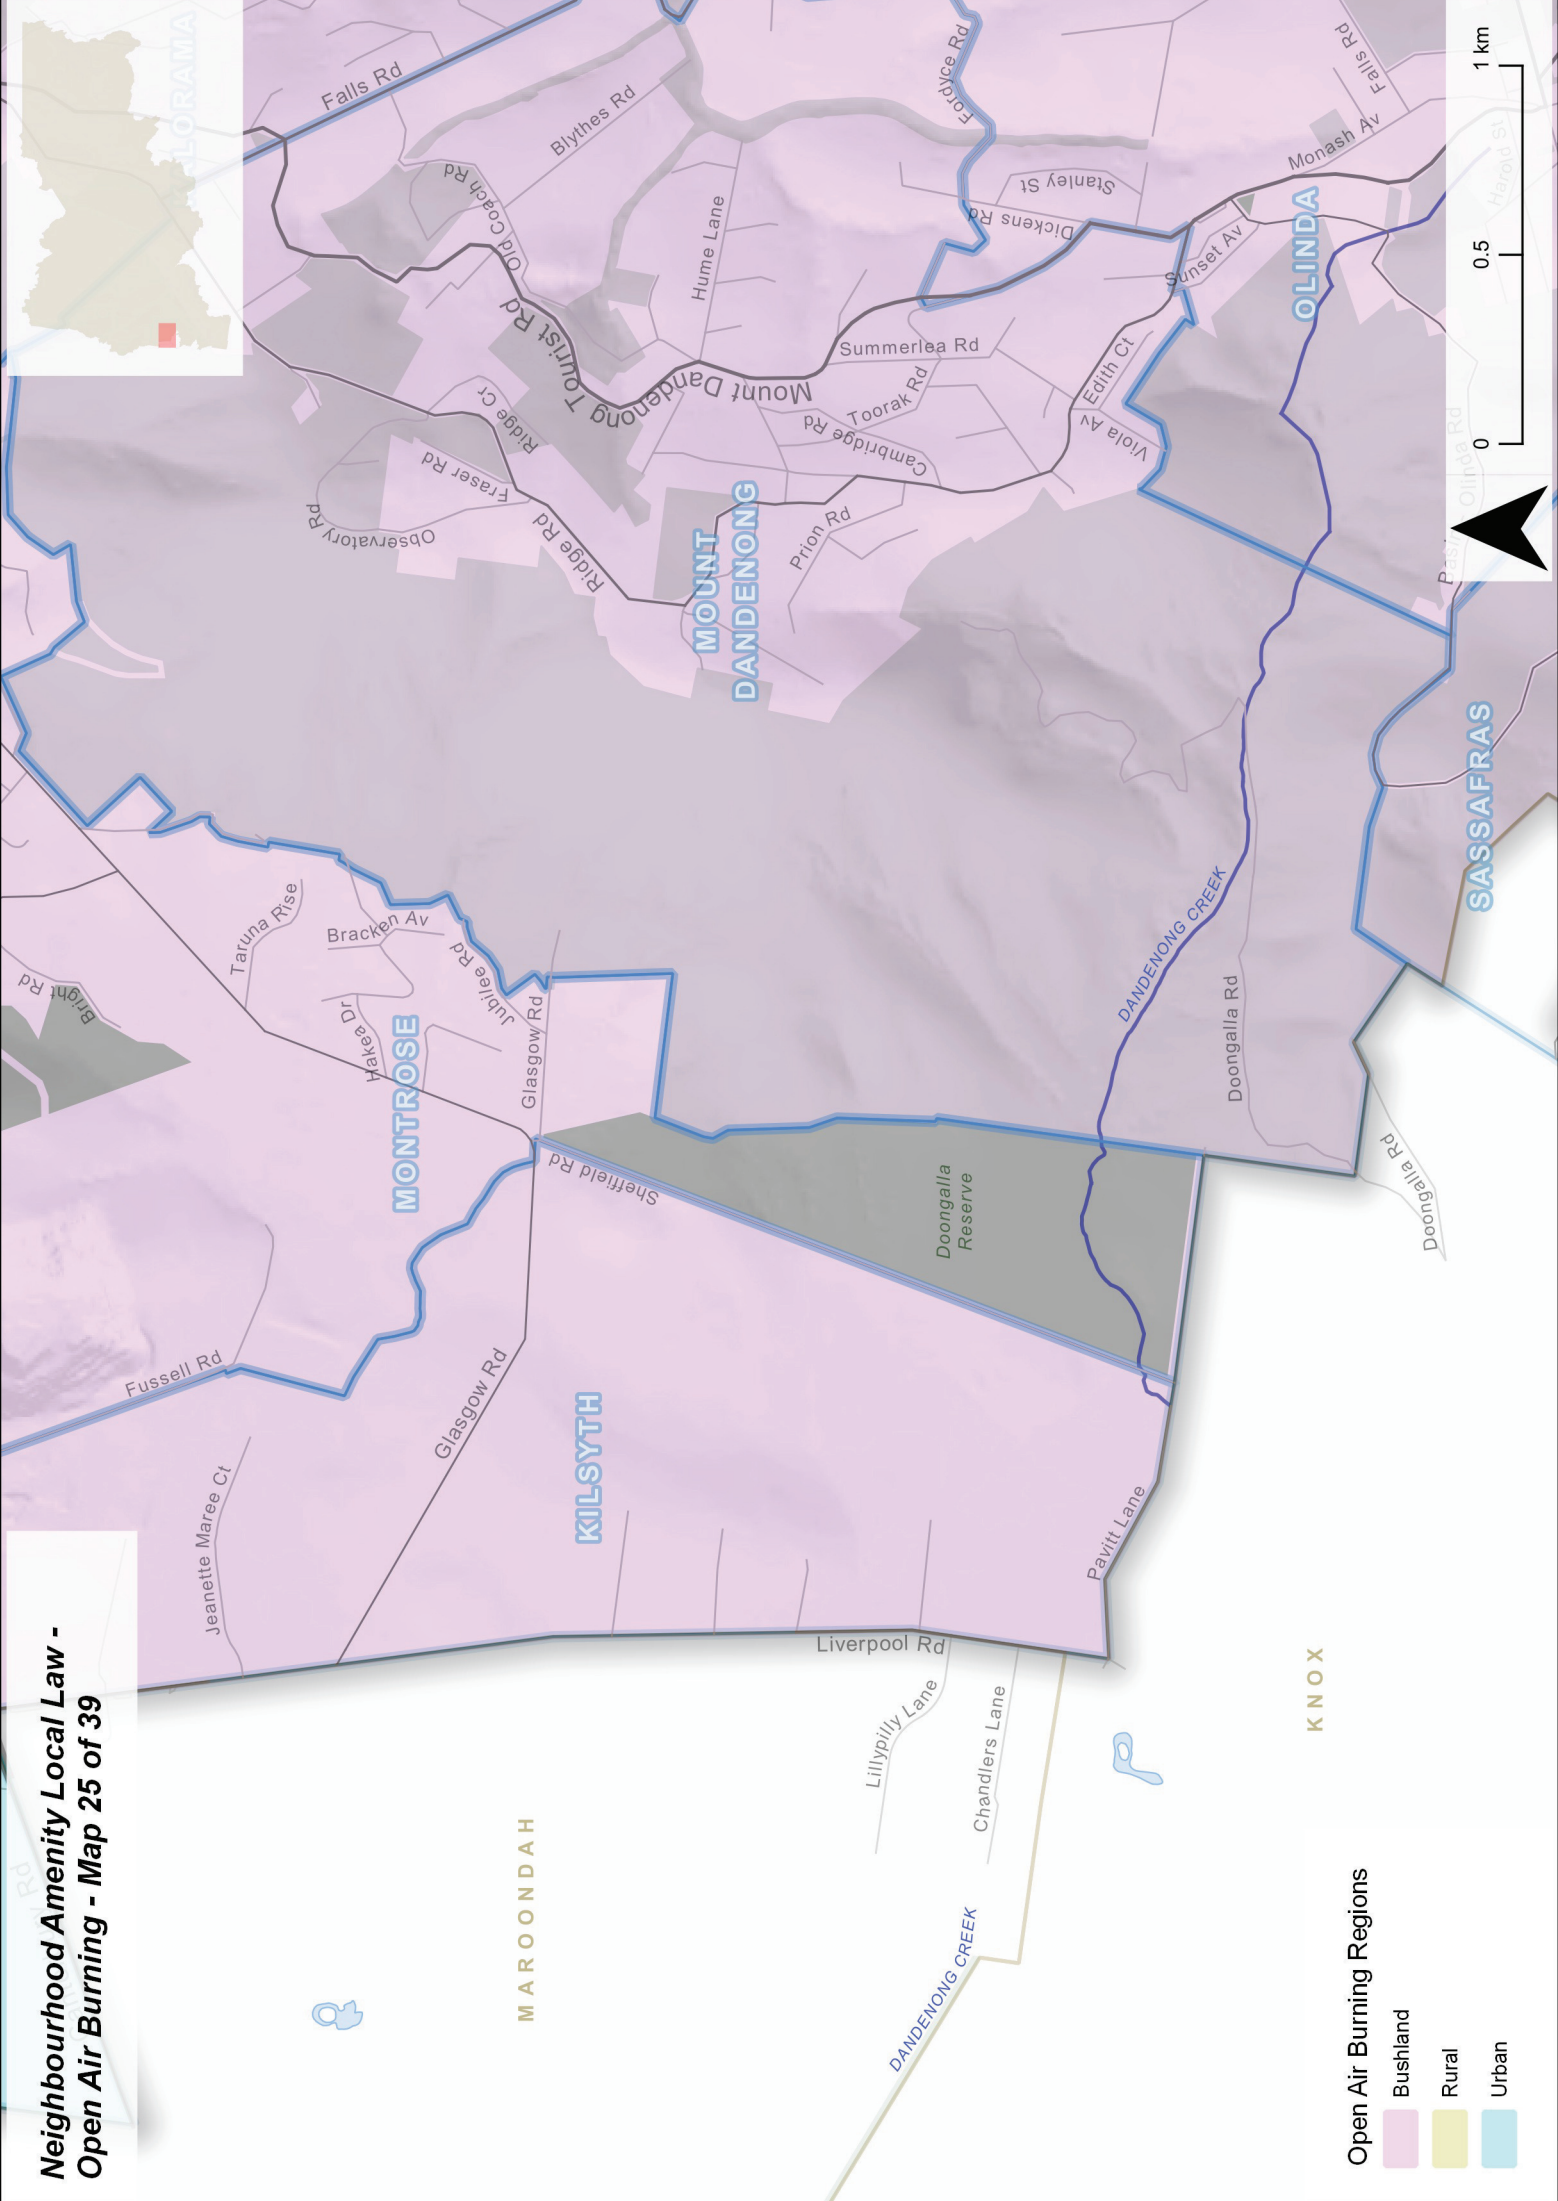 Neighbourhood Amenity Local Law -
Open Air Burning - Map 25 of 39
Fussell Rd
Jeanette Maree Ct
Glasgow Rd
KILSYTH
Liverpool Rd
Lillypilly Lane
Chandlers Lane
Pavitt Lane
MAROONDAH
DANDENONG CREEK
KNOX
Bright Rd
Taruna Rise
Bracken Av
Hakea Dr
Jubilee Rd
Glasgow Rd
MONTROSE
Sheffield Rd
Doongalla
Reserve
DANDENONG CREEK
Doongalla Rd
Doongalla Rd
SASSAFRAS
Falls Rd
Blythes Rd
Old Coach Rd
Hume Lane
Mount Dandenong Tourist Rd
Ridge Cr
Fraser Rd
Observatory Rd
Ridge Rd
MOUNT
DANDENONG
Prion Rd
Cambridge Rd
Toorak Rd
Summerlea Rd
Edith Ct
Viola Av
Fordyce Rd
Stanley St
Dickens Rd
Sunset Av
OLINDA
Monash Av
Falls Rd
Harold St
Olinda Rd
0
0.5
1 km
Open Air Burning Regions
Bushland
Rural
Urban